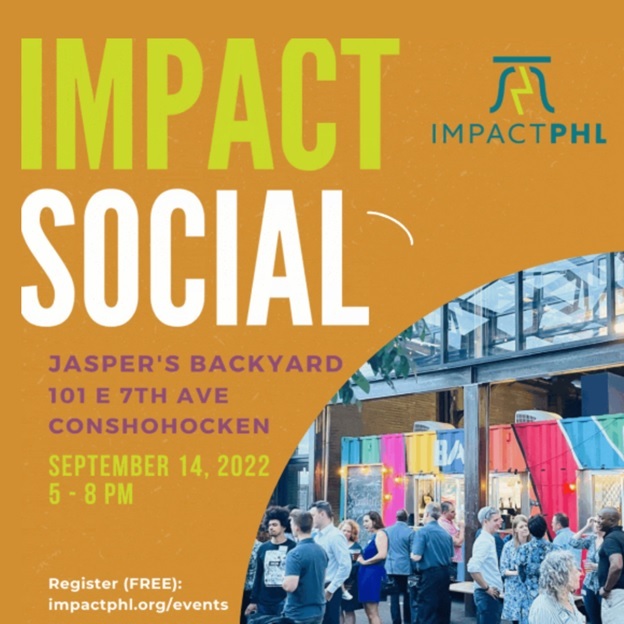 IMPACT
IMPACTPHL
SOCIAL
JASPER'S BACKYARD
101 E 7TH AVE
CONSHOHOCKEN
SEPTEMBER 14, 2022
5 - 8 PM
Register (FREE):
impactphl.org/events